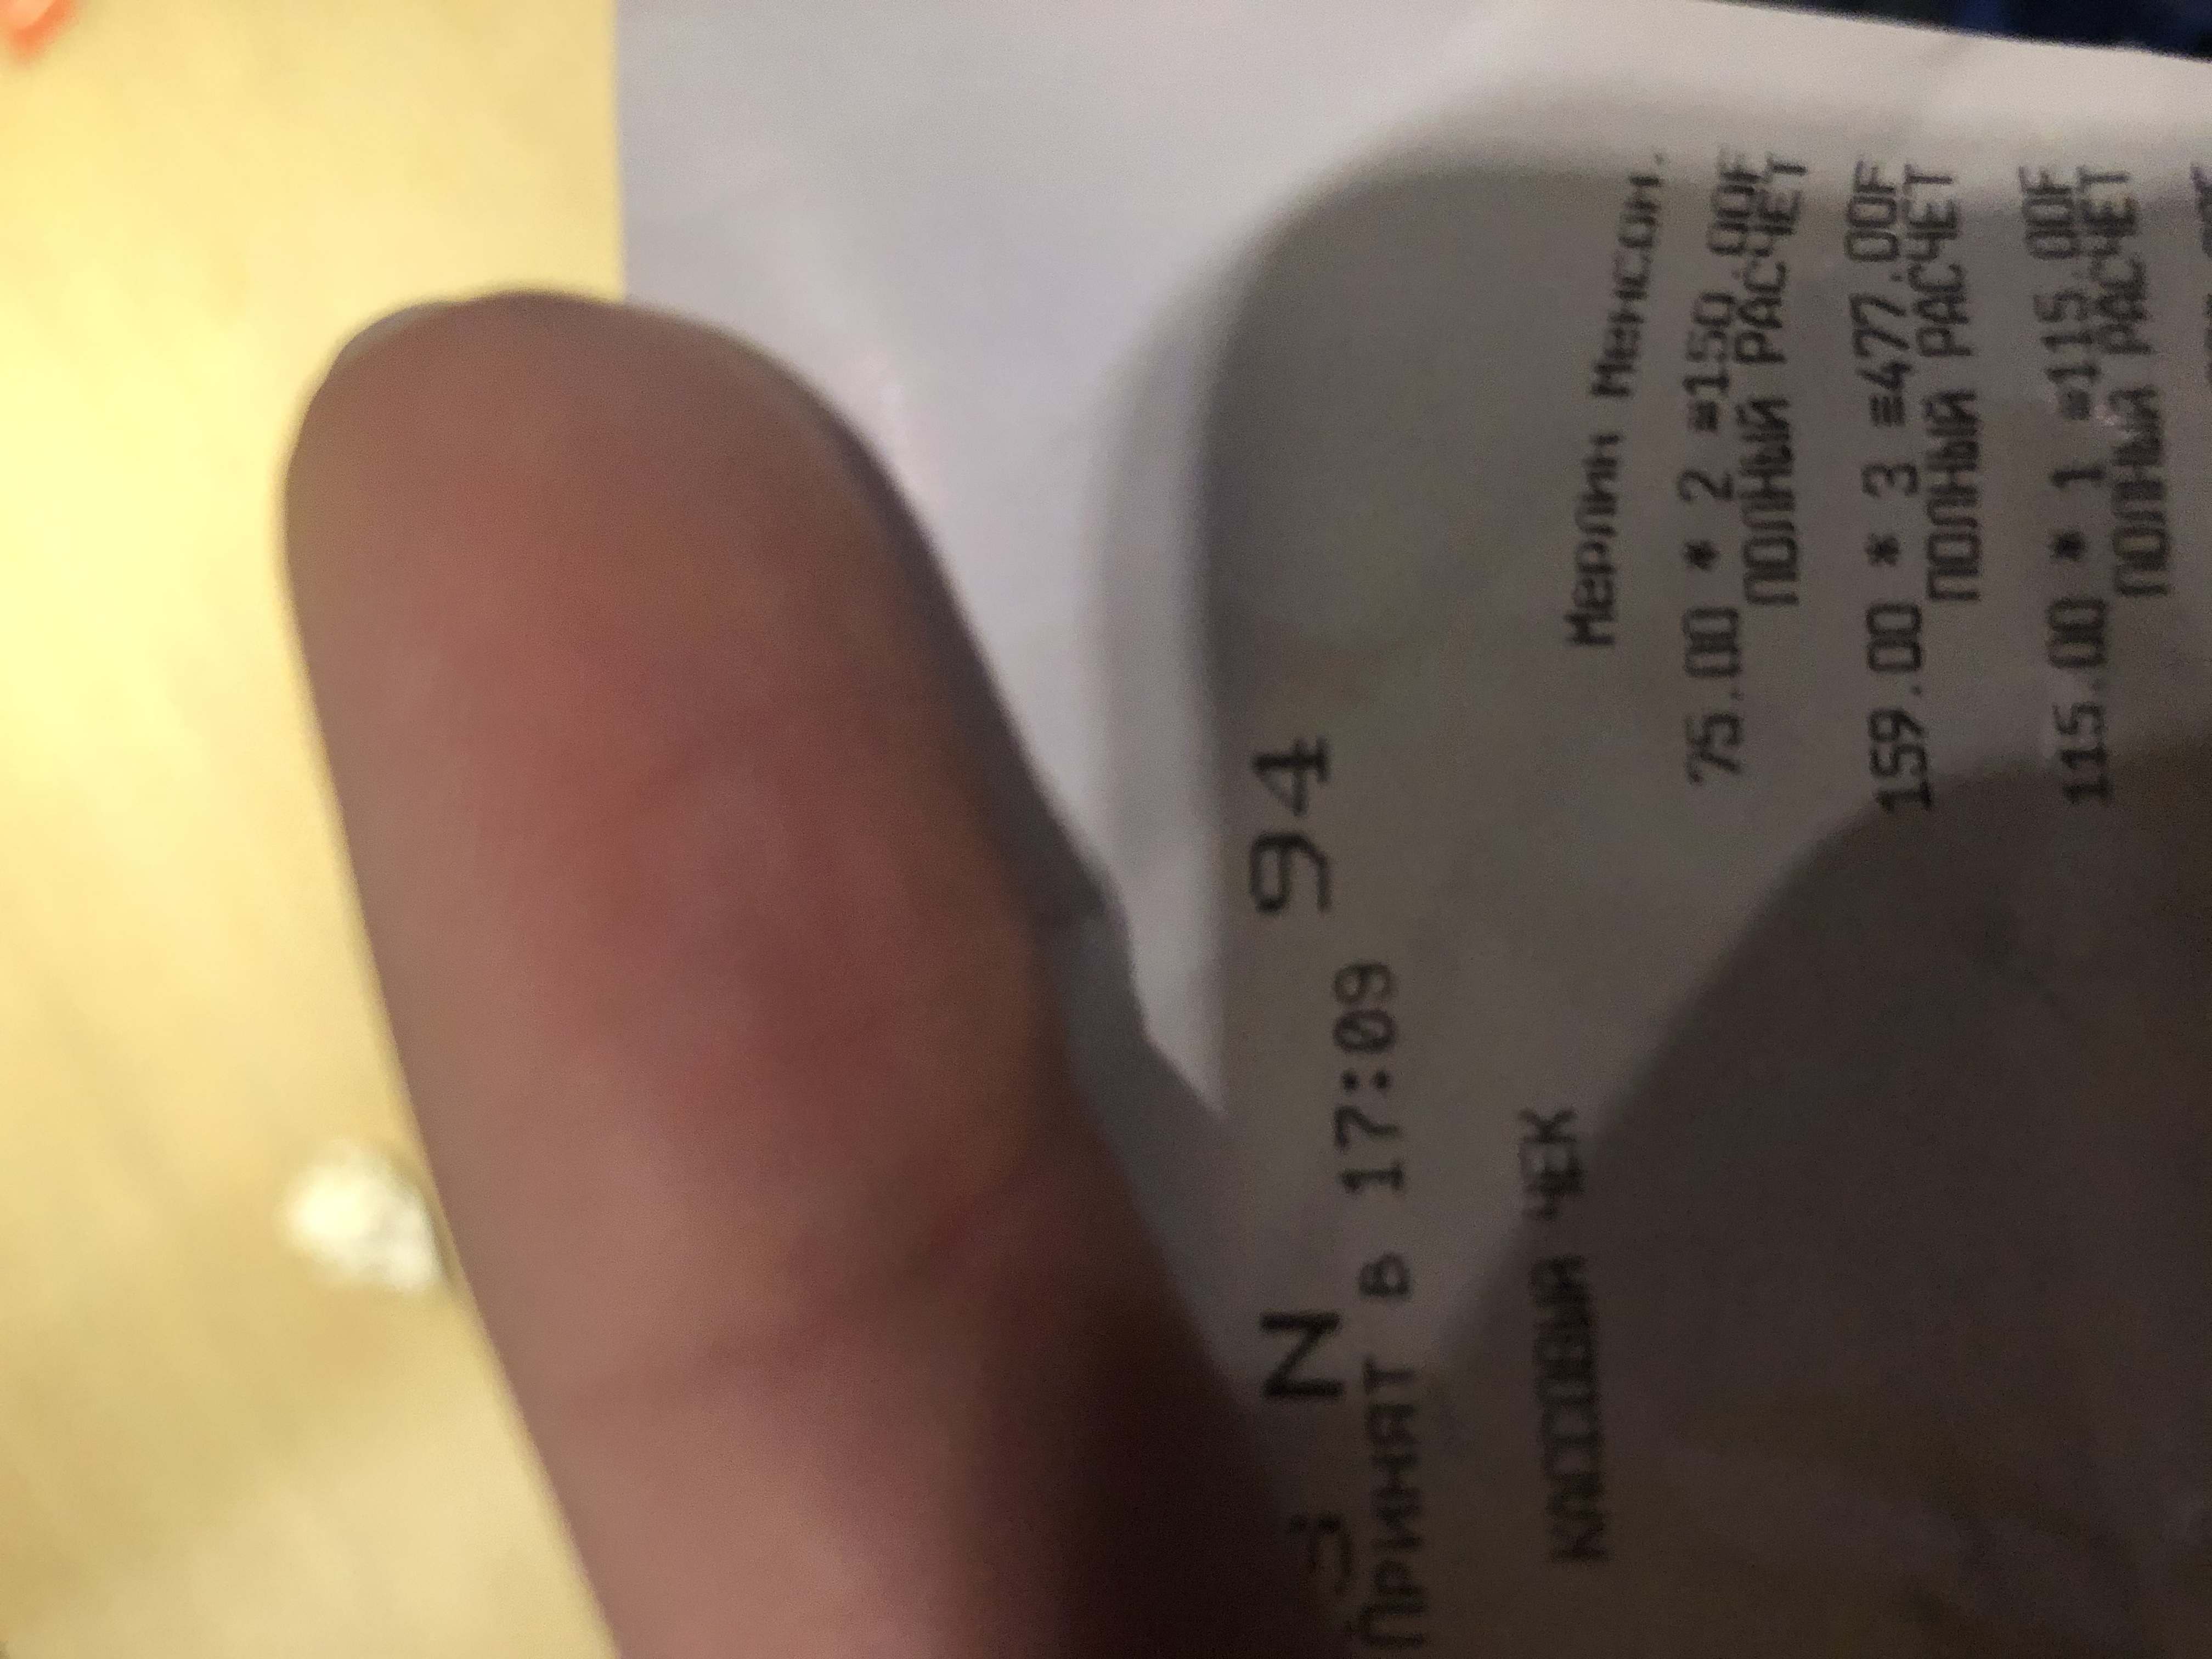 N 94
Принят в 17:09
КАССОВЫЙ ЧЕК
Мерлин Менсон.
75.00 * 2 =150.00F
ПОЛНЫЙ РАСЧЕТ
159.00 * 3 =477.00F
ПОЛНЫЙ РАСЧЕТ
115.00 * 1 =115.00F
ПОЛНЫЙ РАСЧЕТ